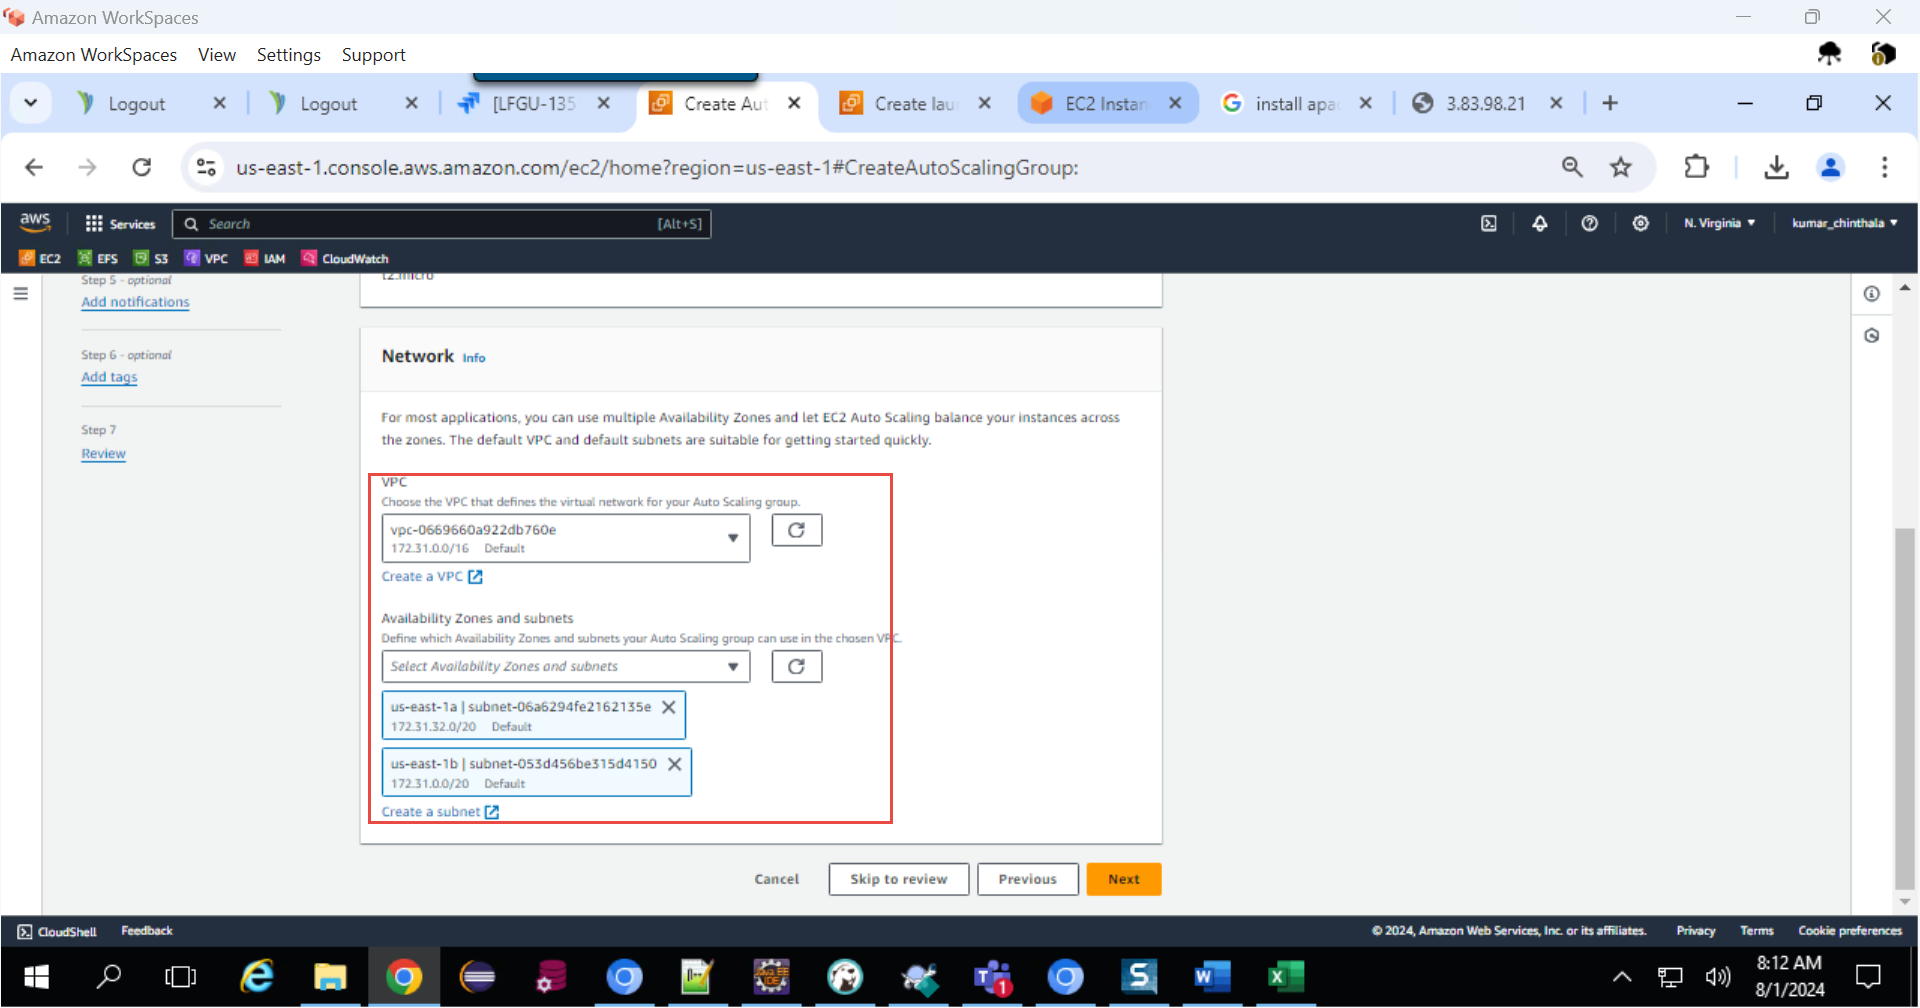 Amazon WorkSpaces
Amazon WorkSpaces View Settings Support
Logout Logout [LFGU-135 Create Aut Create lau EC2 Instan install apac 3.83.98.21
us-east-1.console.aws.amazon.com/ec2/home?region=us-east-1#CreateAutoScalingGroup:
aws Services Search [Alt+S] N. Virginia kumar_chinthala
EC2 EFS S3 VPC IAM CloudWatch
Step 5 - optional
Add notifications
Step 6 - optional
Add tags
Step 7
Review
t2.micro
Network Info
For most applications, you can use multiple Availability Zones and let EC2 Auto Scaling balance your instances across
the zones. The default VPC and default subnets are suitable for getting started quickly.
VPC
Choose the VPC that defines the virtual network for your Auto Scaling group.
vpc-0669660a922db760e
172.31.0.0/16 Default
Create a VPC
Availability Zones and subnets
Define which Availability Zones and subnets your Auto Scaling group can use in the chosen VPC.
Select Availability Zones and subnets
us-east-1a | subnet-06a6294fe2162135e
172.31.32.0/20 Default
us-east-1b | subnet-053d456be315d4150
172.31.0.0/20 Default
Create a subnet
Cancel Skip to review Previous Next
CloudShell Feedback © 2024, Amazon Web Services, Inc. or its affiliates. Privacy Terms Cookie preferences
8:12 AM
8/1/2024